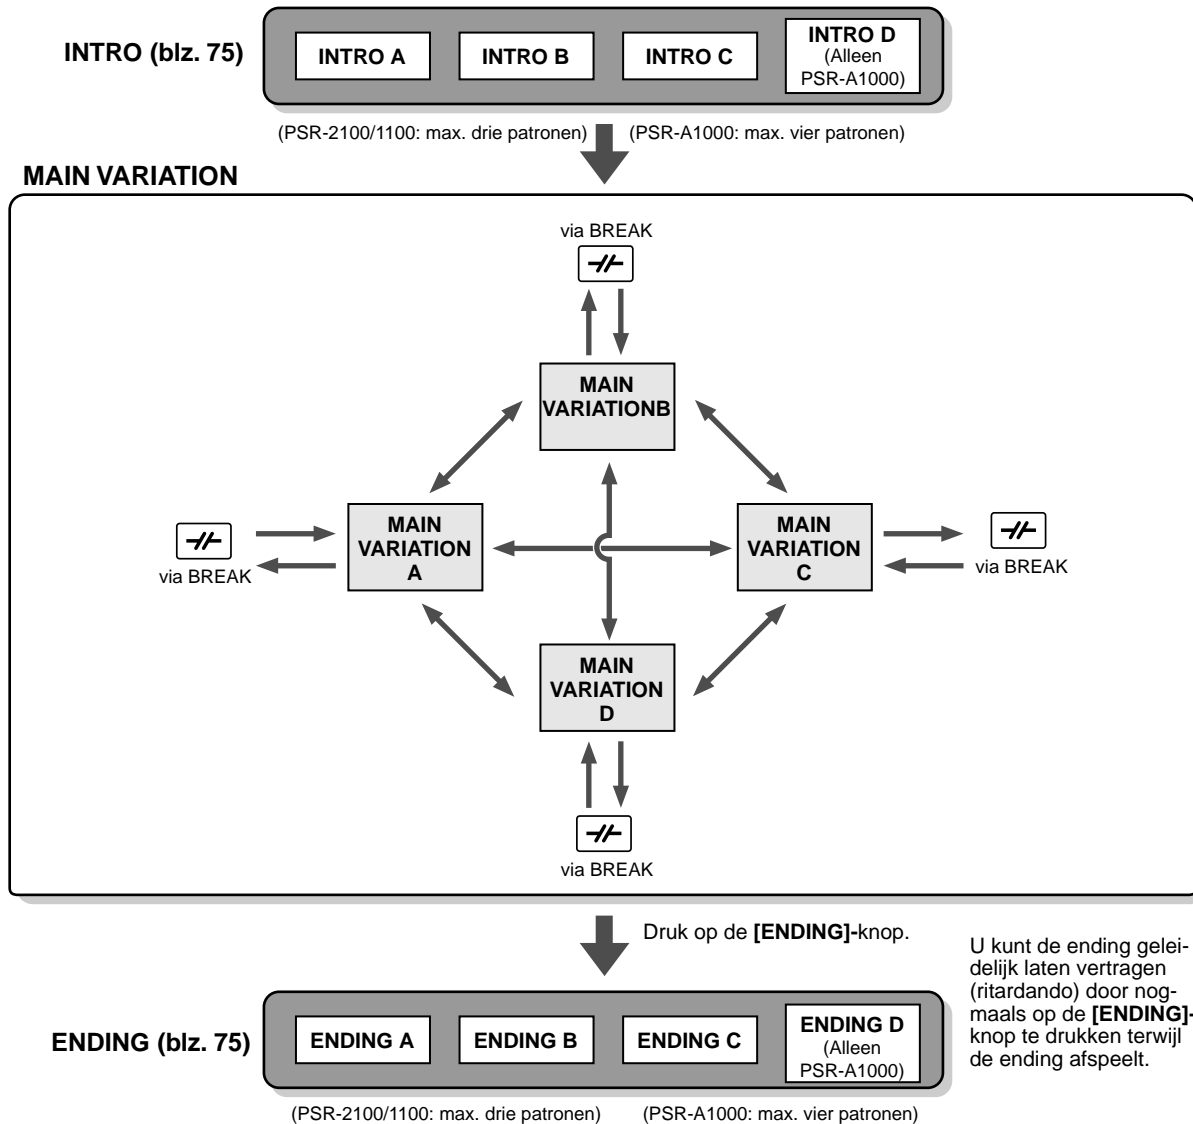 INTRO (blz. 75)
INTRO A
INTRO B
INTRO C
INTRO D
(Alleen
PSR-A1000)
(PSR-2100/1100: max. drie patronen)
(PSR-A1000: max. vier patronen)
MAIN VARIATION
via BREAK
MAIN
VARIATIONB
via BREAK
MAIN
VARIATION
A
MAIN
VARIATION
C
via BREAK
MAIN
VARIATION
D
via BREAK
Druk op de [ENDING]-knop.
U kunt de ending gelei-
delijk laten vertragen
(ritardando) door nog-
maals op de [ENDING]-
knop te drukken terwijl
de ending afspeelt.
ENDING (blz. 75)
ENDING A
ENDING B
ENDING C
ENDING D
(Alleen
PSR-A1000)
(PSR-2100/1100: max. drie patronen)
(PSR-A1000: max. vier patronen)